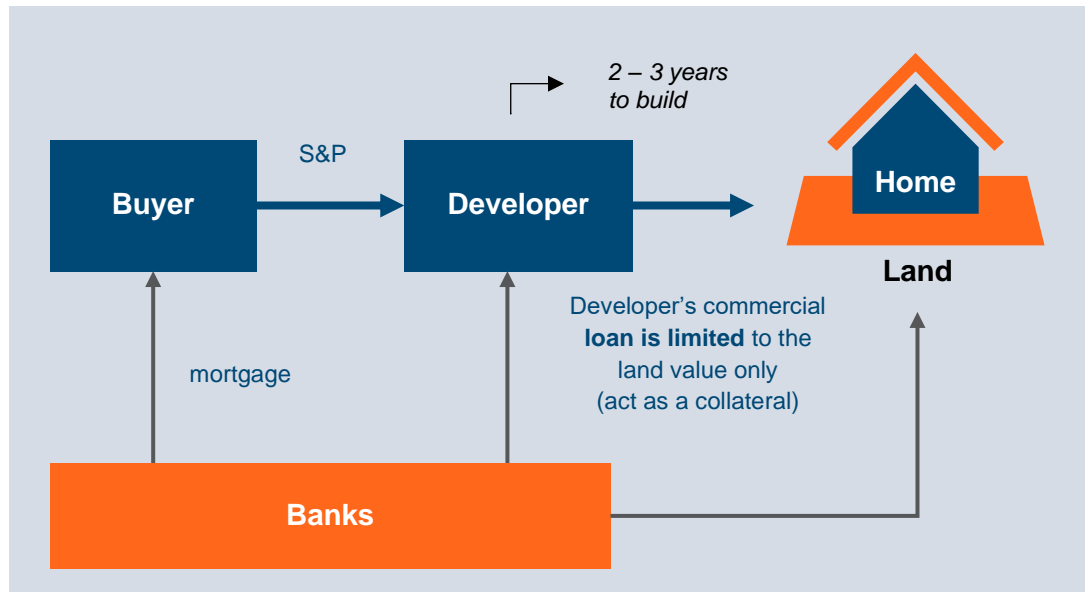 2 – 3 years
to build
S&P
Buyer
Developer
Home
Land
Developer’s commercial
loan is limited to the
land value only
(act as a collateral)
mortgage
Banks